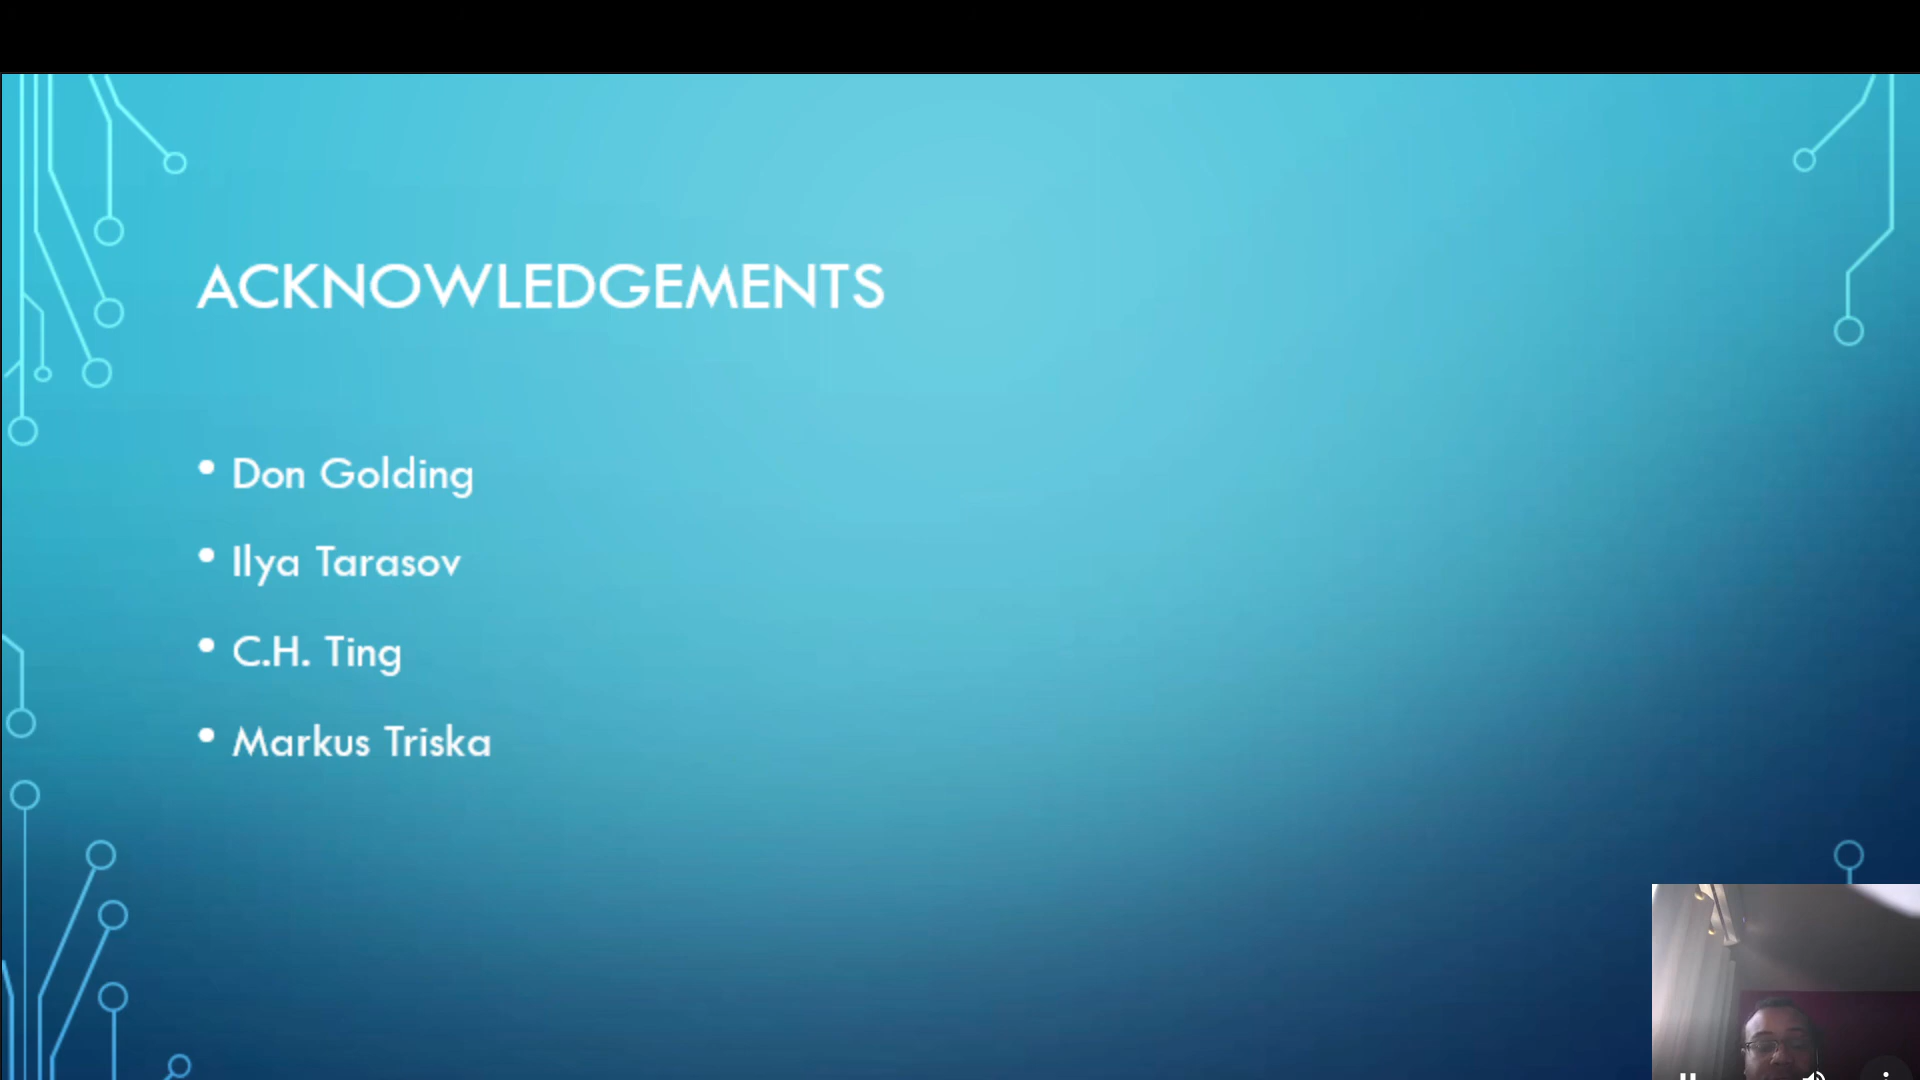 ACKNOWLEDGEMENTS
• Don Golding
• Ilya Tarasov
• C.H. Ting
• Markus Triska